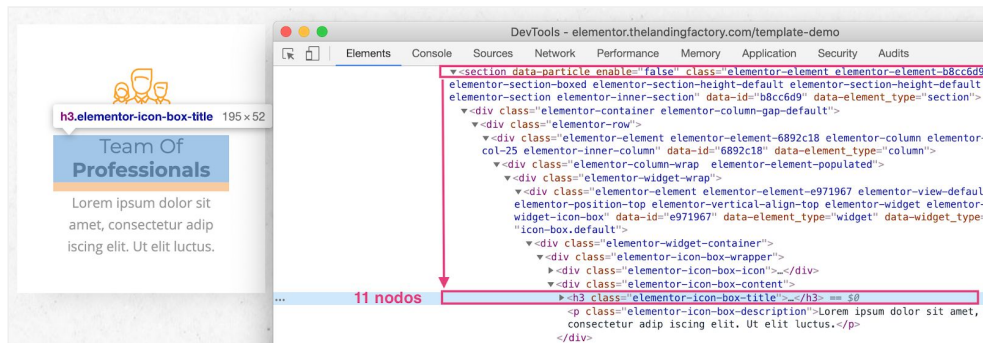 DevTools - elementor.thelandingfactory.com/template-demo
Elements Console Sources Network Performance Memory Application Security Audits
h3.elementor-icon-box-title 195 × 52
Team Of
Professionals
Lorem ipsum dolor sit
amet, consectetur adip
iscing elit. Ut elit luctus.
▼<section data-particle_enable="false" class="elementor-element elementor-element-b8cc6d9
elementor-section-boxed elementor-section-height-default elementor-section-height-default
elementor-section elementor-inner-section" data-id="b8cc6d9" data-element_type="section">
▼<div class="elementor-container elementor-column-gap-default">
▼<div class="elementor-row">
▼<div class="elementor-element elementor-element-6892c18 elementor-column elementor-
col-25 elementor-inner-column" data-id="6892c18" data-element_type="column">
▼<div class="elementor-column-wrap  elementor-element-populated">
▼<div class="elementor-widget-wrap">
▼<div class="elementor-element elementor-element-e971967 elementor-view-defaul
elementor-position-top elementor-vertical-align-top elementor-widget elementor-
widget-icon-box" data-id="e971967" data-element_type="widget" data-widget_type=
"icon-box.default">
▼<div class="elementor-widget-container">
▼<div class="elementor-icon-box-wrapper">
▶<div class="elementor-icon-box-icon">…</div>
▼<div class="elementor-icon-box-content">
… 11 nodos ▶<h3 class="elementor-icon-box-title">…</h3> == $0
<p class="elementor-icon-box-description">Lorem ipsum dolor sit amet,
consectetur adip iscing elit. Ut elit luctus.</p>
</div>